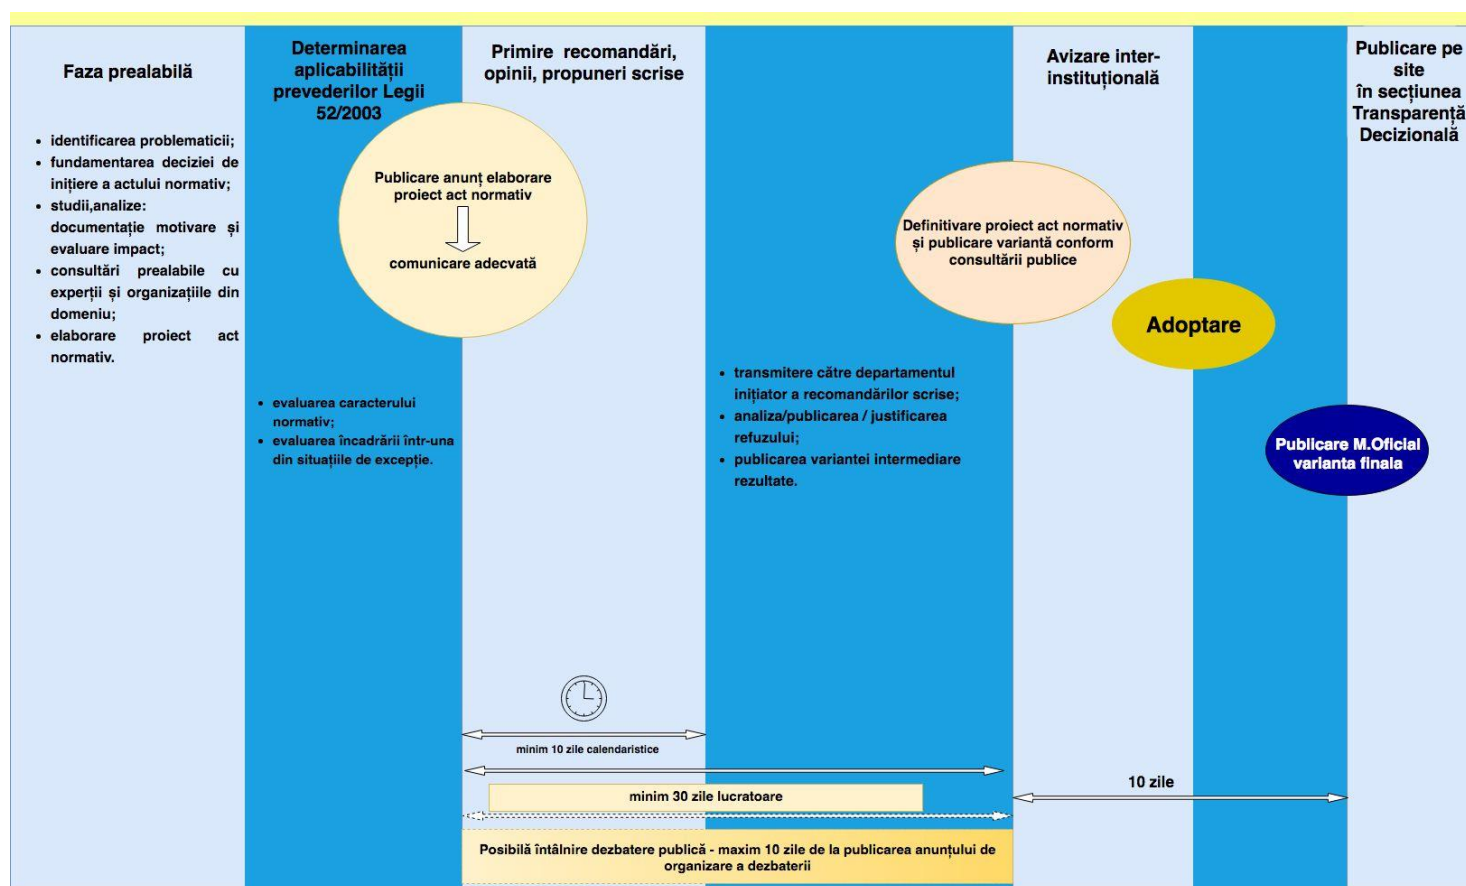 Faza prealabilă
• identificarea problematicii;
• fundamentarea deciziei de
inițiere a actului normativ;
• studii,analize:
documentație motivare și
evaluare impact;
• consultări prealabile cu
experții și organizațiile din
domeniu;
• elaborare proiect act
normativ.
Determinarea
aplicabilității
prevederilor Legii
52/2003
Publicare anunț elaborare
proiect act normativ
comunicare adecvată
• evaluarea caracterului
normativ;
• evaluarea încadrării într-una
din situațiile de excepție.
Primire recomandări,
opinii, propuneri scrise
• transmitere către departamentul
inițiator a recomandărilor scrise;
• analiza/publicarea / justificarea
refuzului;
• publicarea variantei intermediare
rezultate.
Avizare inter-
instituțională
Definitivare proiect act normativ
și publicare variantă conform
consultării publice
Adoptare
Publicare pe
site
în secțiunea
Transparență
Decizională
Publicare M.Oficial
varianta finala
minim 10 zile calendaristice
minim 30 zile lucratoare
10 zile
Posibilă întâlnire dezbatere publică - maxim 10 zile de la publicarea anunțului de
organizare a dezbaterii